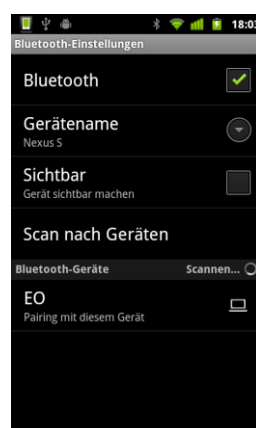 18:03
Bluetooth-Einstellungen
Bluetooth
Gerätename
Nexus S
Sichtbar
Gerät sichtbar machen
Scan nach Geräten
Bluetooth-Geräte Scannen...
EO
Pairing mit diesem Gerät